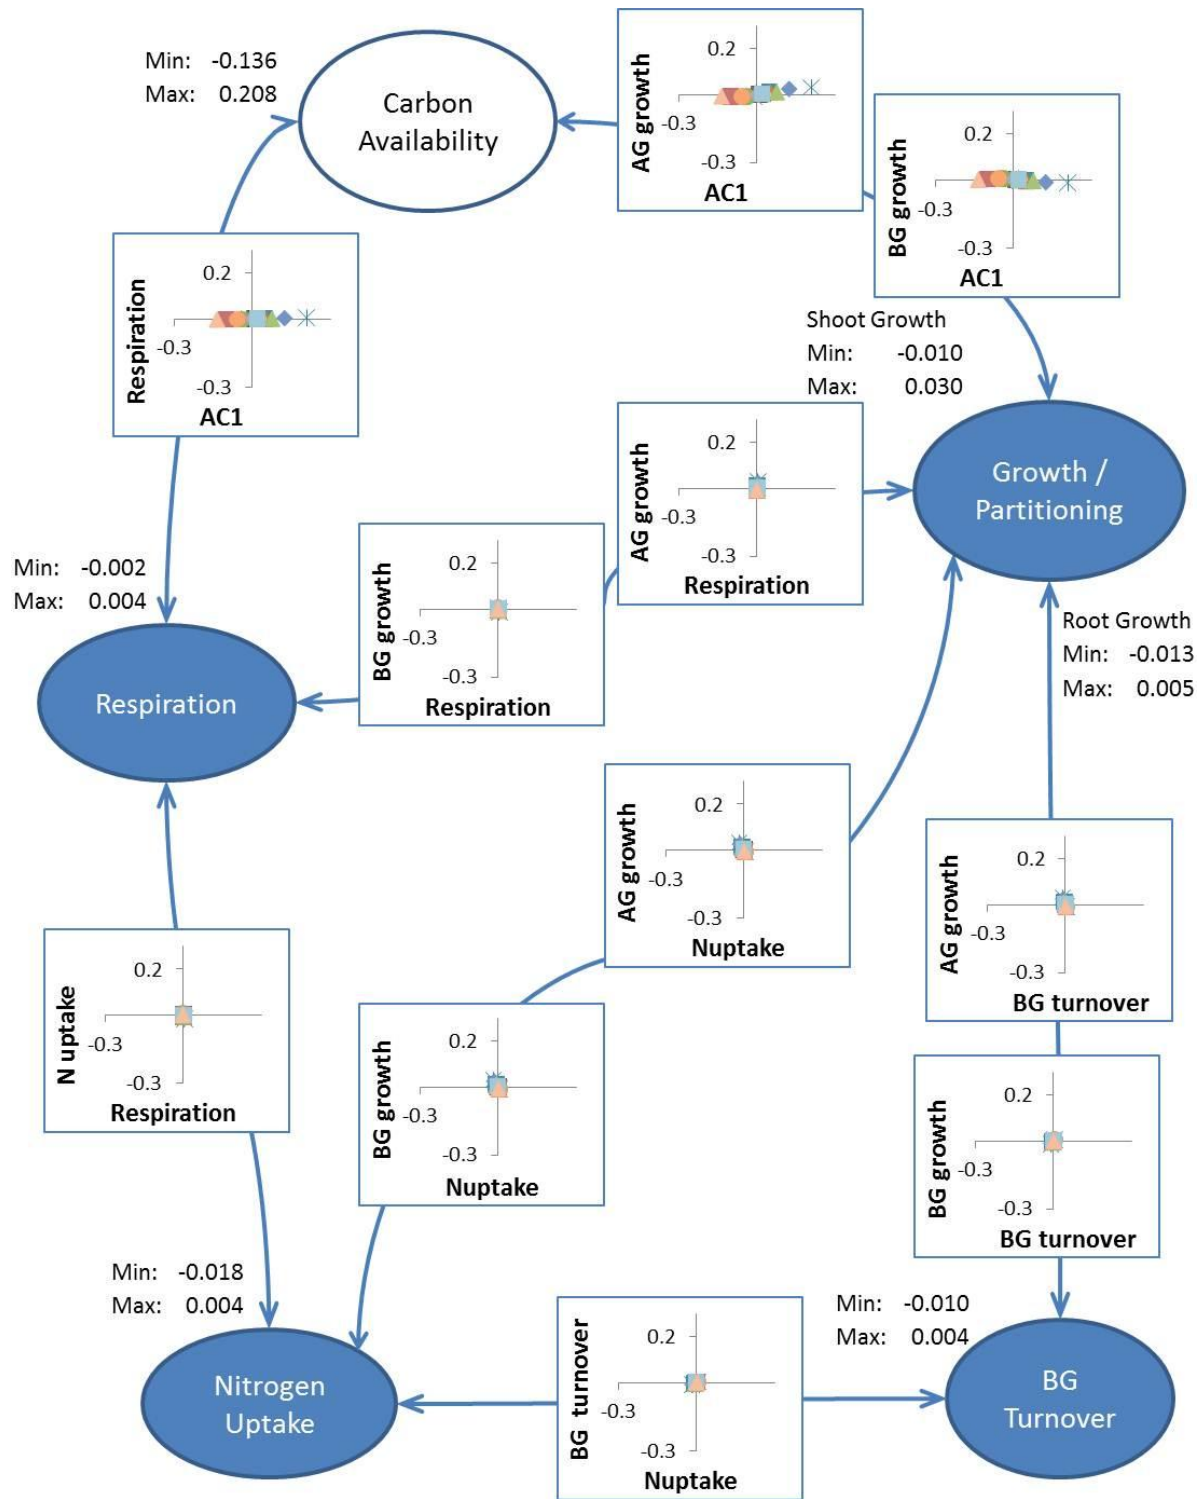 Min: -0.136
Max: 0.208
Carbon
Availability
AG growth
0.2
-0.3
-0.3
AC1
BG growth
0.2
-0.3
-0.3
AC1
Respiration
0.2
-0.3
-0.3
AC1
Shoot Growth
Min: -0.010
Max: 0.030
AG growth
0.2
-0.3
-0.3
Respiration
Growth /
Partitioning
BG growth
0.2
-0.3
-0.3
Respiration
Min: -0.002
Max: 0.004
Respiration
Root Growth
Min: -0.013
Max: 0.005
AG growth
0.2
-0.3
-0.3
Nuptake
AG growth
0.2
-0.3
-0.3
BG turnover
N uptake
0.2
-0.3
-0.3
Respiration
BG growth
0.2
-0.3
-0.3
Nuptake
BG growth
0.2
-0.3
-0.3
BG turnover
Min: -0.018
Max: 0.004
Nitrogen
Uptake
BG turnover
0.2
-0.3
-0.3
Nuptake
Min: -0.010
Max: 0.004
BG
Turnover